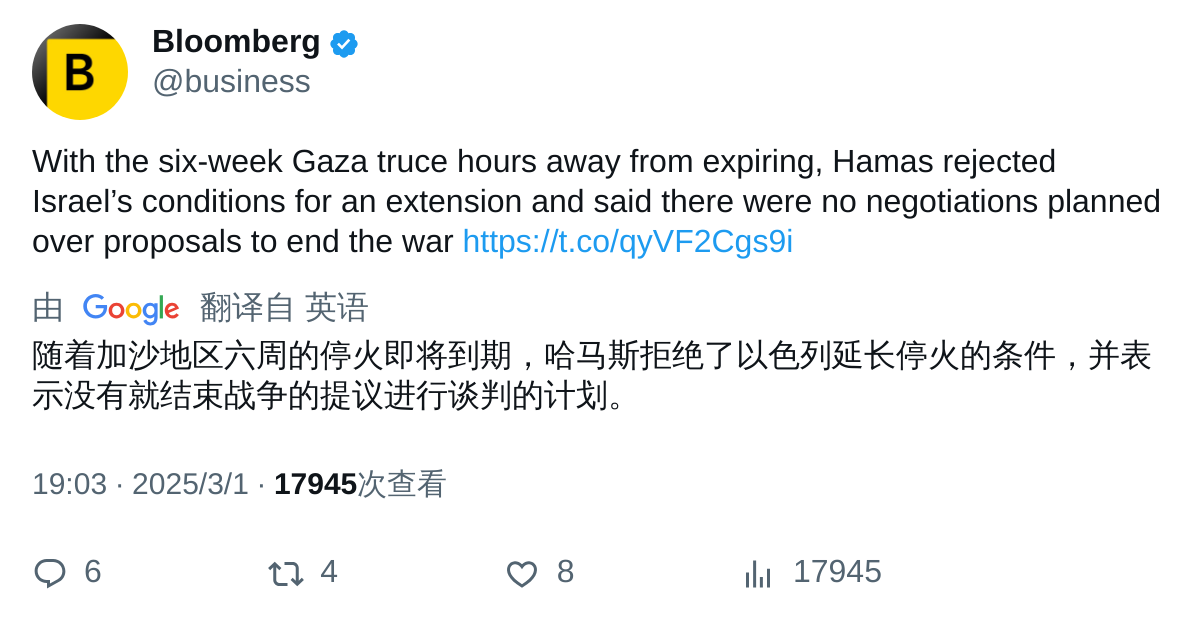 Bloomberg
@business
With the six-week Gaza truce hours away from expiring, Hamas rejected
Israel’s conditions for an extension and said there were no negotiations planned
over proposals to end the war https://t.co/qyVF2Cgs9i
由 Google 翻译自 英语
随着加沙地区六周的停火即将到期，哈马斯拒绝了以色列延长停火的条件，并表
示没有就结束战争的提议进行谈判的计划。
19:03 · 2025/3/1 · 17945次查看
6 4 8 17945